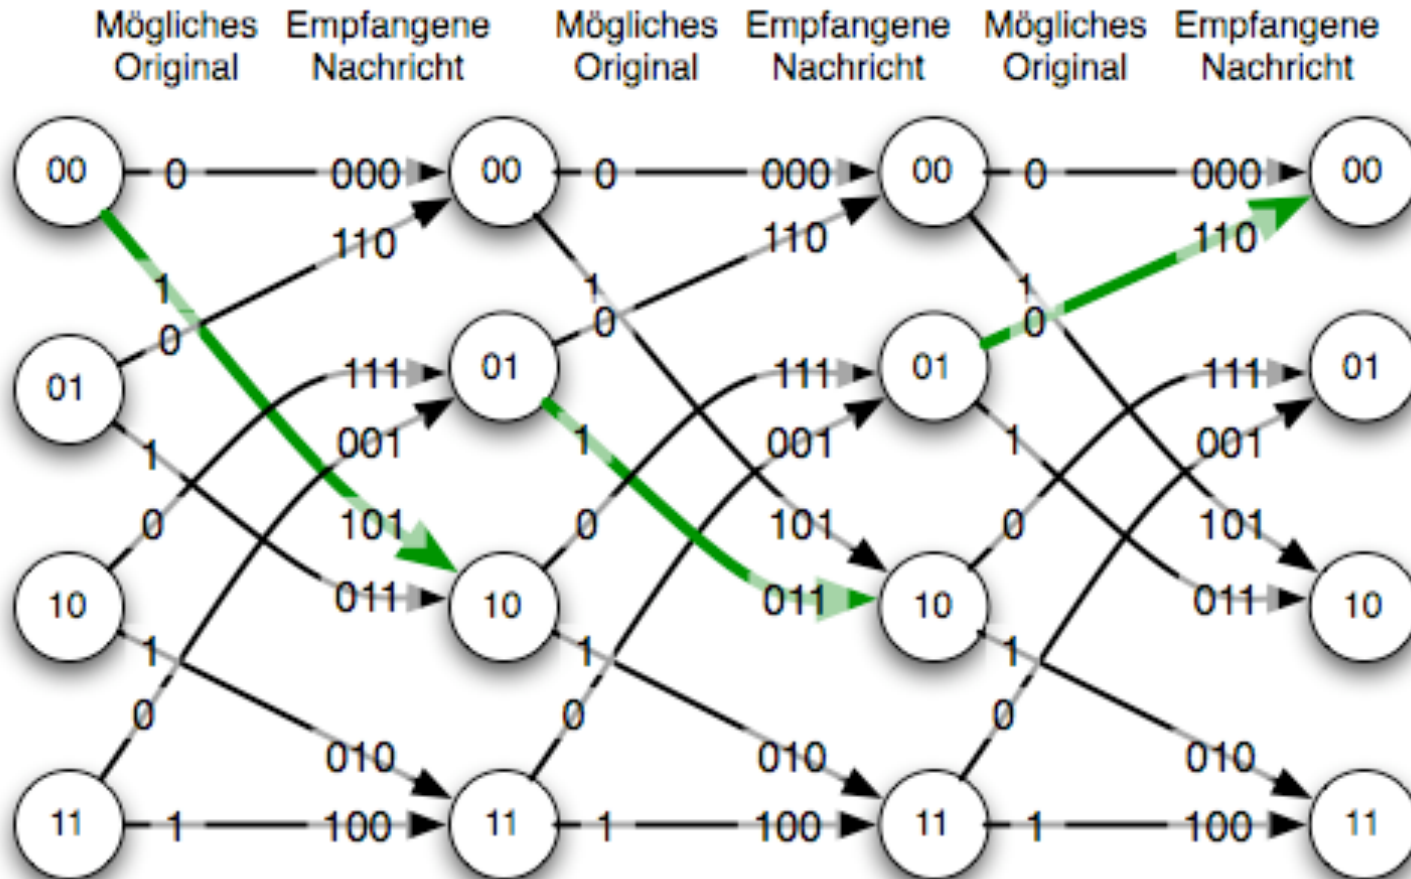 Mögliches Empfangene Mögliches Empfangene Mögliches Empfangene
Original Nachricht Original Nachricht Original Nachricht
00 0 000 00 0 000 00 0 000 00
110 110 110
1 1 1
0 0 0
01 111 01 111 01 111 01
1 001 1 001 1 001
0 101 0 101 0 101
10 011 10 011 10 011 10
1 1 1
0 0 0
010 010 010
11 1 100 11 1 100 11 1 100 11